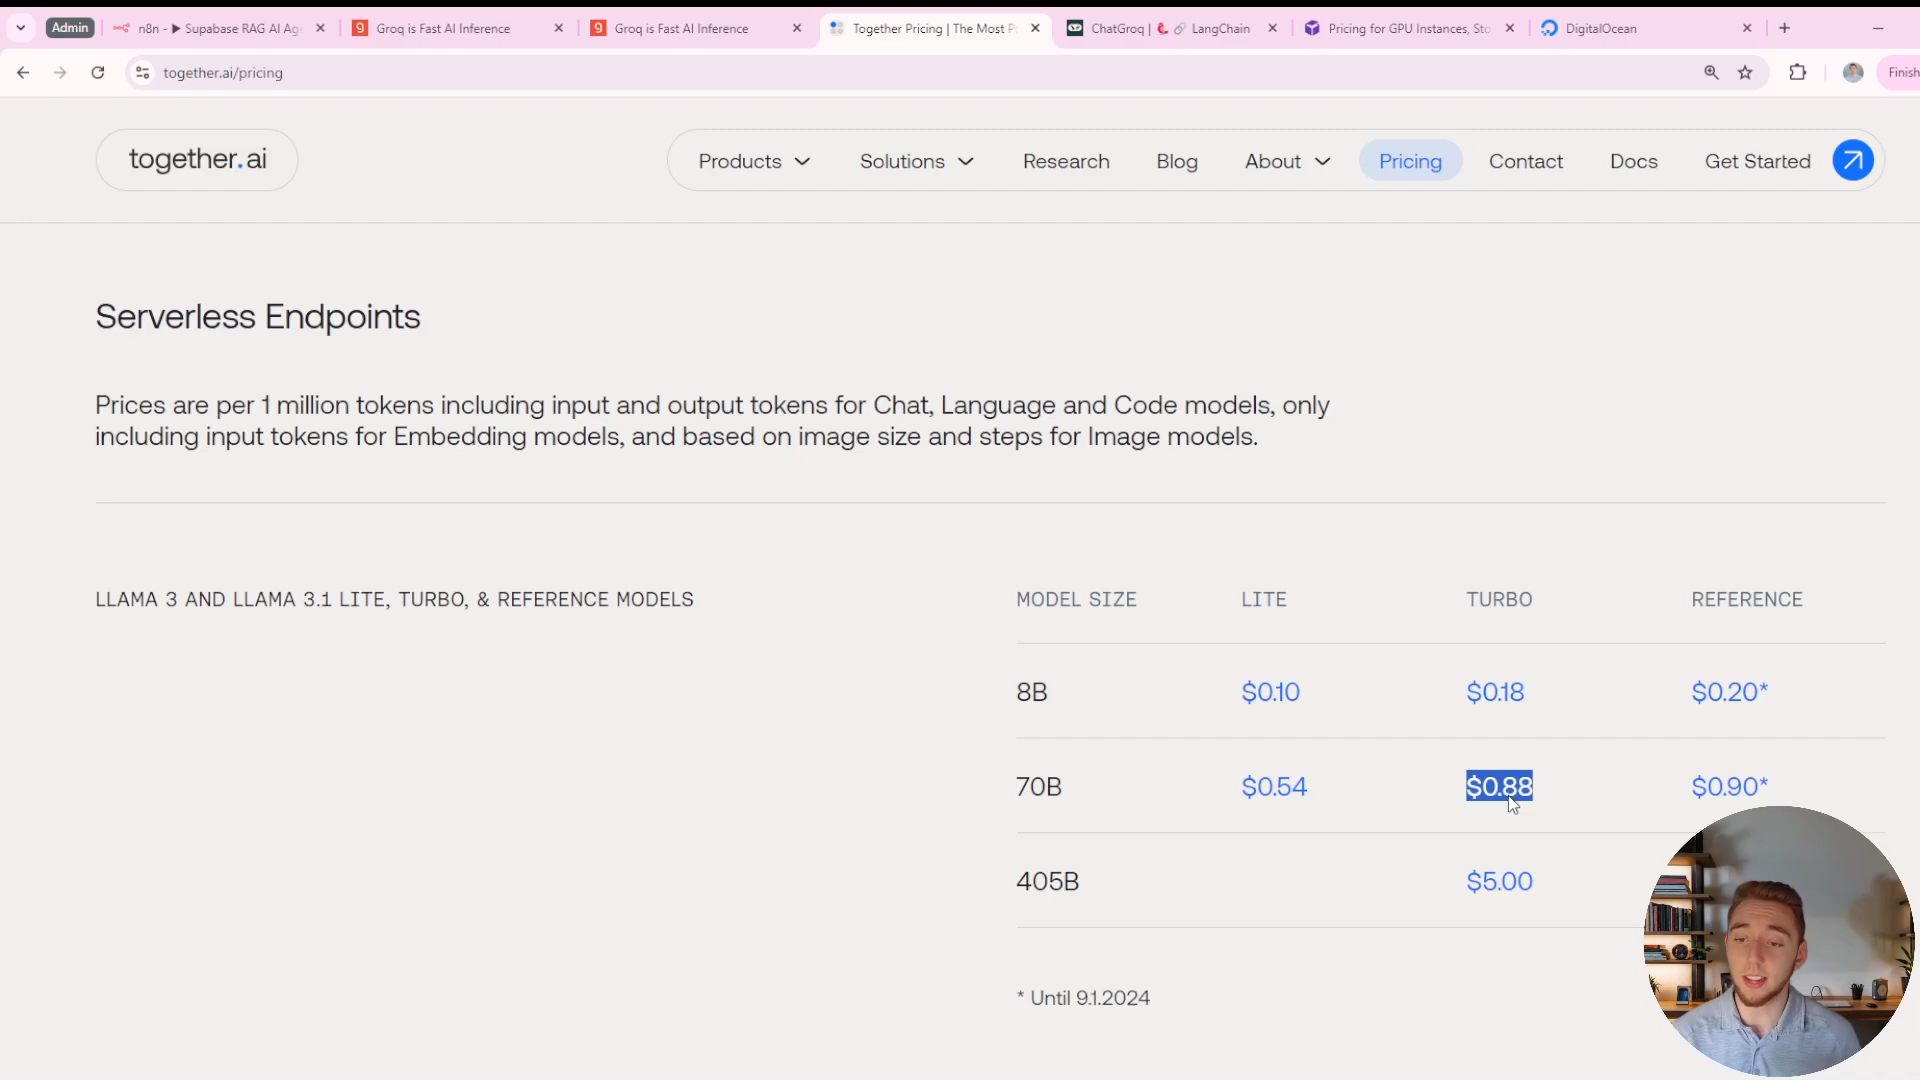 Admin
n8n - ▶ Supabase RAG AI Age
Groq is Fast AI Inference
Groq is Fast AI Inference
Together Pricing | The Most Po
ChatGroq | 🦜️🔗 LangChain
Pricing for GPU Instances, Sto
DigitalOcean
together.ai/pricing
Finish
together.ai
Products
Solutions
Research
Blog
About
Pricing
Contact
Docs
Get Started
Serverless Endpoints
Prices are per 1 million tokens including input and output tokens for Chat, Language and Code models, only
including input tokens for Embedding models, and based on image size and steps for Image models.
LLAMA 3 AND LLAMA 3.1 LITE, TURBO, & REFERENCE MODELS
MODEL SIZE LITE TURBO REFERENCE
8B $0.10 $0.18 $0.20*
70B $0.54 $0.88 $0.90*
405B $5.00
* Until 9.1.2024